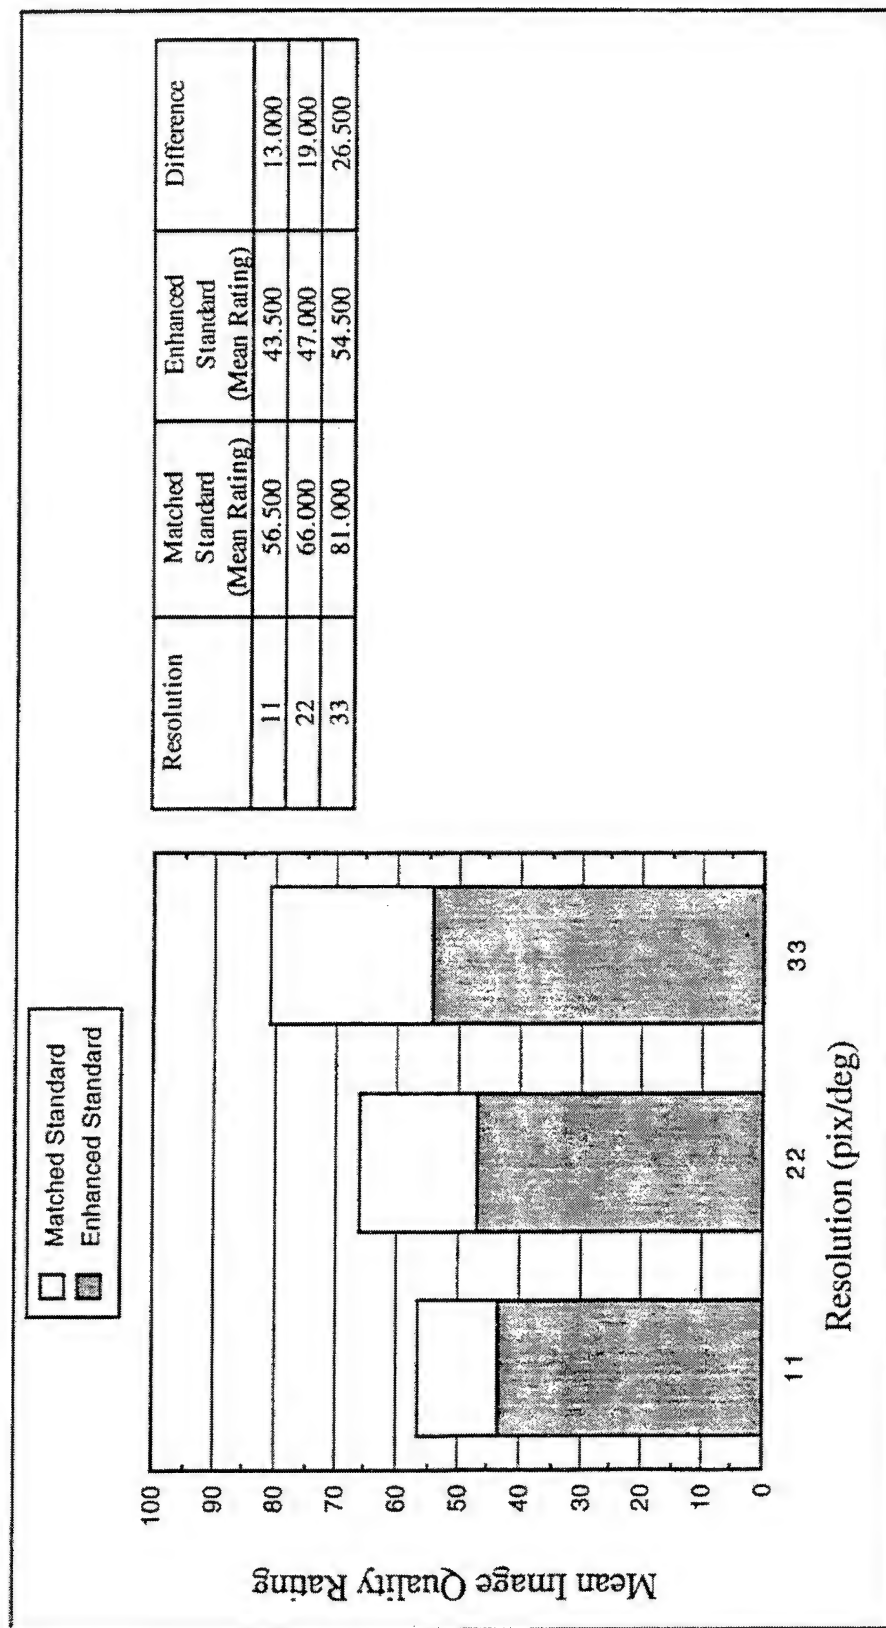 Matched Standard
Enhanced Standard
Mean Image Quality Rating
100
90
80
70
60
50
40
30
20
10
0
11 22 33
Resolution (pix/deg)
Resolution Matched Standard (Mean Rating) Enhanced Standard (Mean Rating) Difference
11 56.500 43.500 13.000
22 66.000 47.000 19.000
33 81.000 54.500 26.500